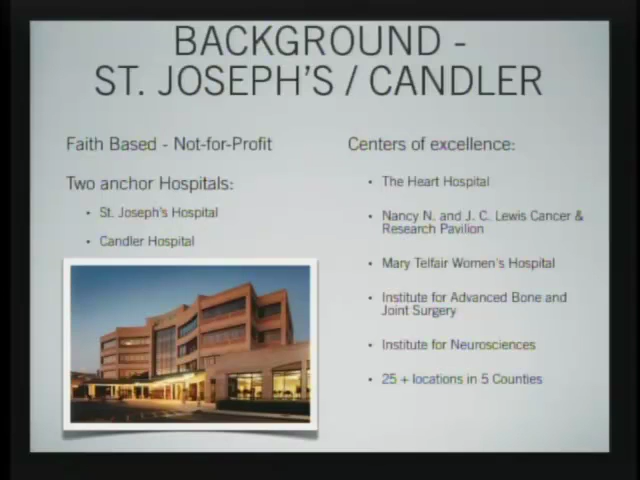 BACKGROUND -
ST. JOSEPH'S / CANDLER
Faith Based - Not-for-Profit
Two anchor Hospitals:
• St. Joseph's Hospital
• Candler Hospital
Centers of excellence:
• The Heart Hospital
• Nancy N. and J. C. Lewis Cancer &
Research Pavilion
• Mary Telfair Women's Hospital
• Institute for Advanced Bone and
Joint Surgery
• Institute for Neurosciences
• 25 + locations in 5 Counties